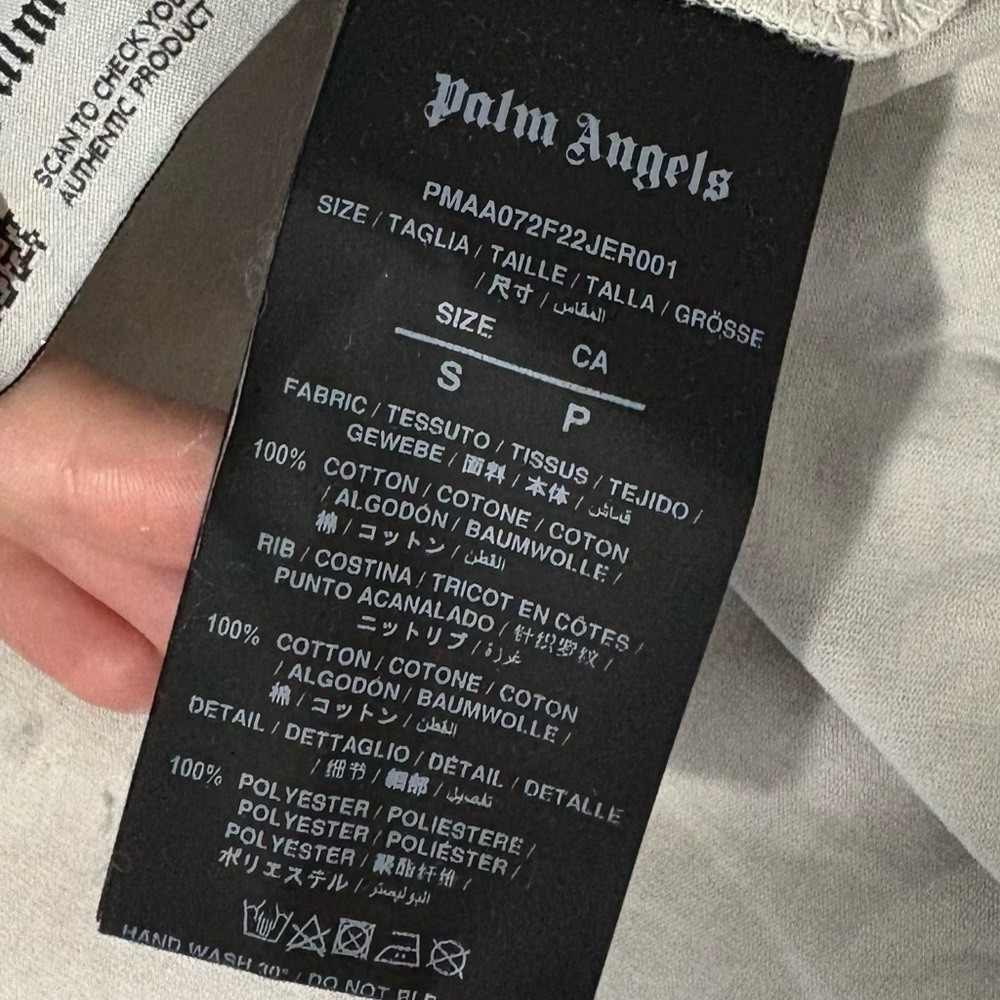 alm
SCAN TO CHECK YOU
AUTHENTIC PRODUCT
Palm Angels
PMAA072F22JER001
SIZE / TAGLIA / TAILLE / TALLA / GRÖSSE
/ 尺寸 / المقاس
SIZE CA
S P
FABRIC / TESSUTO / TISSUS / TEJIDO /
GEWEBE / 面料 / 本体 / قماش
100% COTTON / COTONE / COTON
/ ALGODÓN / BAUMWOLLE /
棉 / コットン / القطن
RIB / COSTINA / TRICOT EN CÔTES /
PUNTO ACANALADO / 针织罗纹 /
ニットリブ / غرزة
100% COTTON / COTONE / COTON
/ ALGODÓN / BAUMWOLLE /
棉 / コットン / القطن
DETAIL / DETTAGLIO / DÉTAIL / DETALLE
/ 细节 / 細部 / تفصيل
100% POLYESTER / POLIESTERE /
POLYESTER / POLIÉSTER /
POLYESTER / 聚酯纤维 /
ポリエステル / البوليستر
HAND WASH 30° / DO NOT